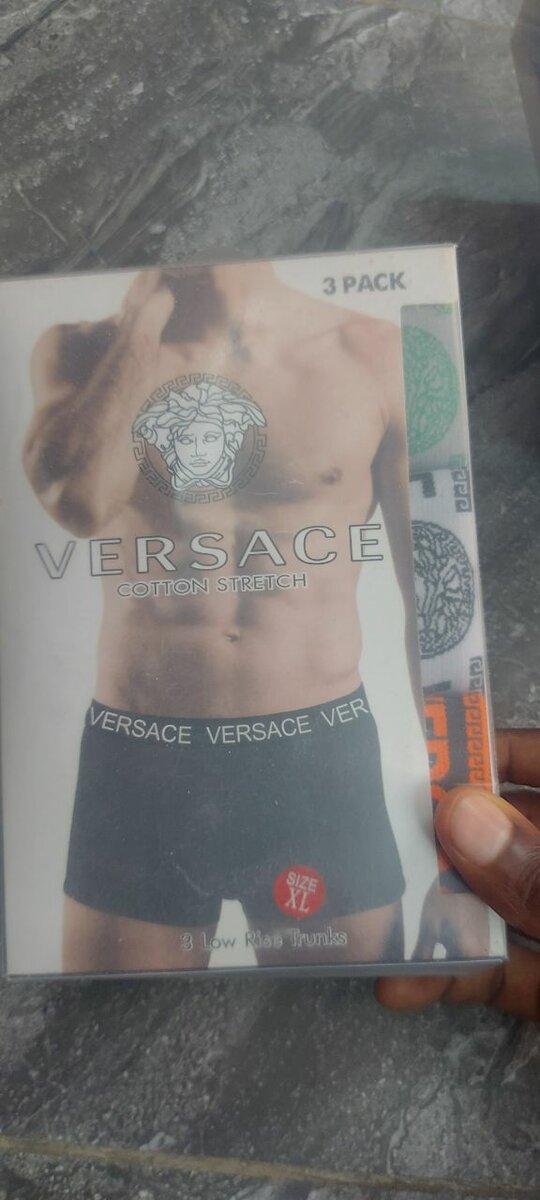 3 PACK
VERSACE
COTTON STRETCH
VERSACE VERSACE VER
SIZE
XL
3 Low Rise Trunks